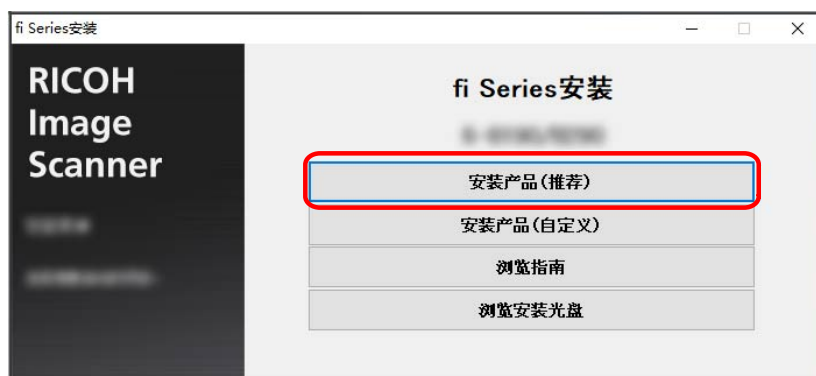 fi Series安装
RICOH
Image
Scanner
fi Series安装
安装产品(推荐)
安装产品(自定义)
浏览指南
浏览安装光盘